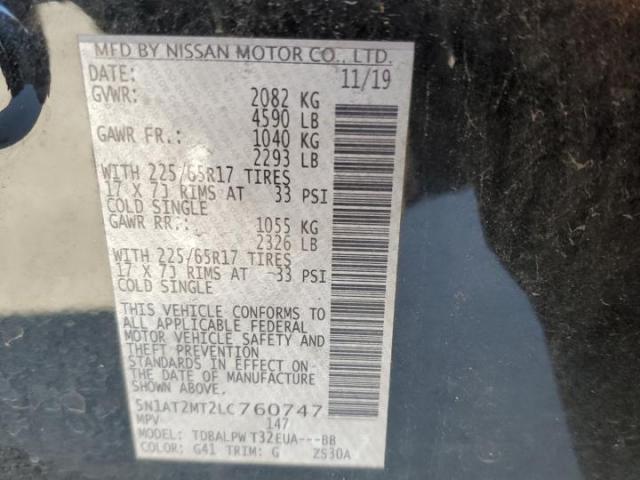 MFD BY NISSAN MOTOR CO., LTD.
DATE: 11/19
GVWR: 2082 KG
4590 LB
GAWR FR.: 1040 KG
2293 LB
WITH 225/65R17 TIRES
17 X 7J RIMS AT 33 PSI
COLD SINGLE
GAWR RR.: 1055 KG
2326 LB
WITH 225/65R17 TIRES
17 X 7J RIMS AT 33 PSI
COLD SINGLE
THIS VEHICLE CONFORMS TO
ALL APPLICABLE FEDERAL
MOTOR VEHICLE SAFETY AND
THEFT PREVENTION
STANDARDS IN EFFECT ON
THE DATE OF MANUFACTURE
SHOWN ABOVE.
5N1AT2MT2LC760747
MPV 147
MODEL: TDBALPW T32EUA---BB
COLOR: G41 TRIM: G ZS30A